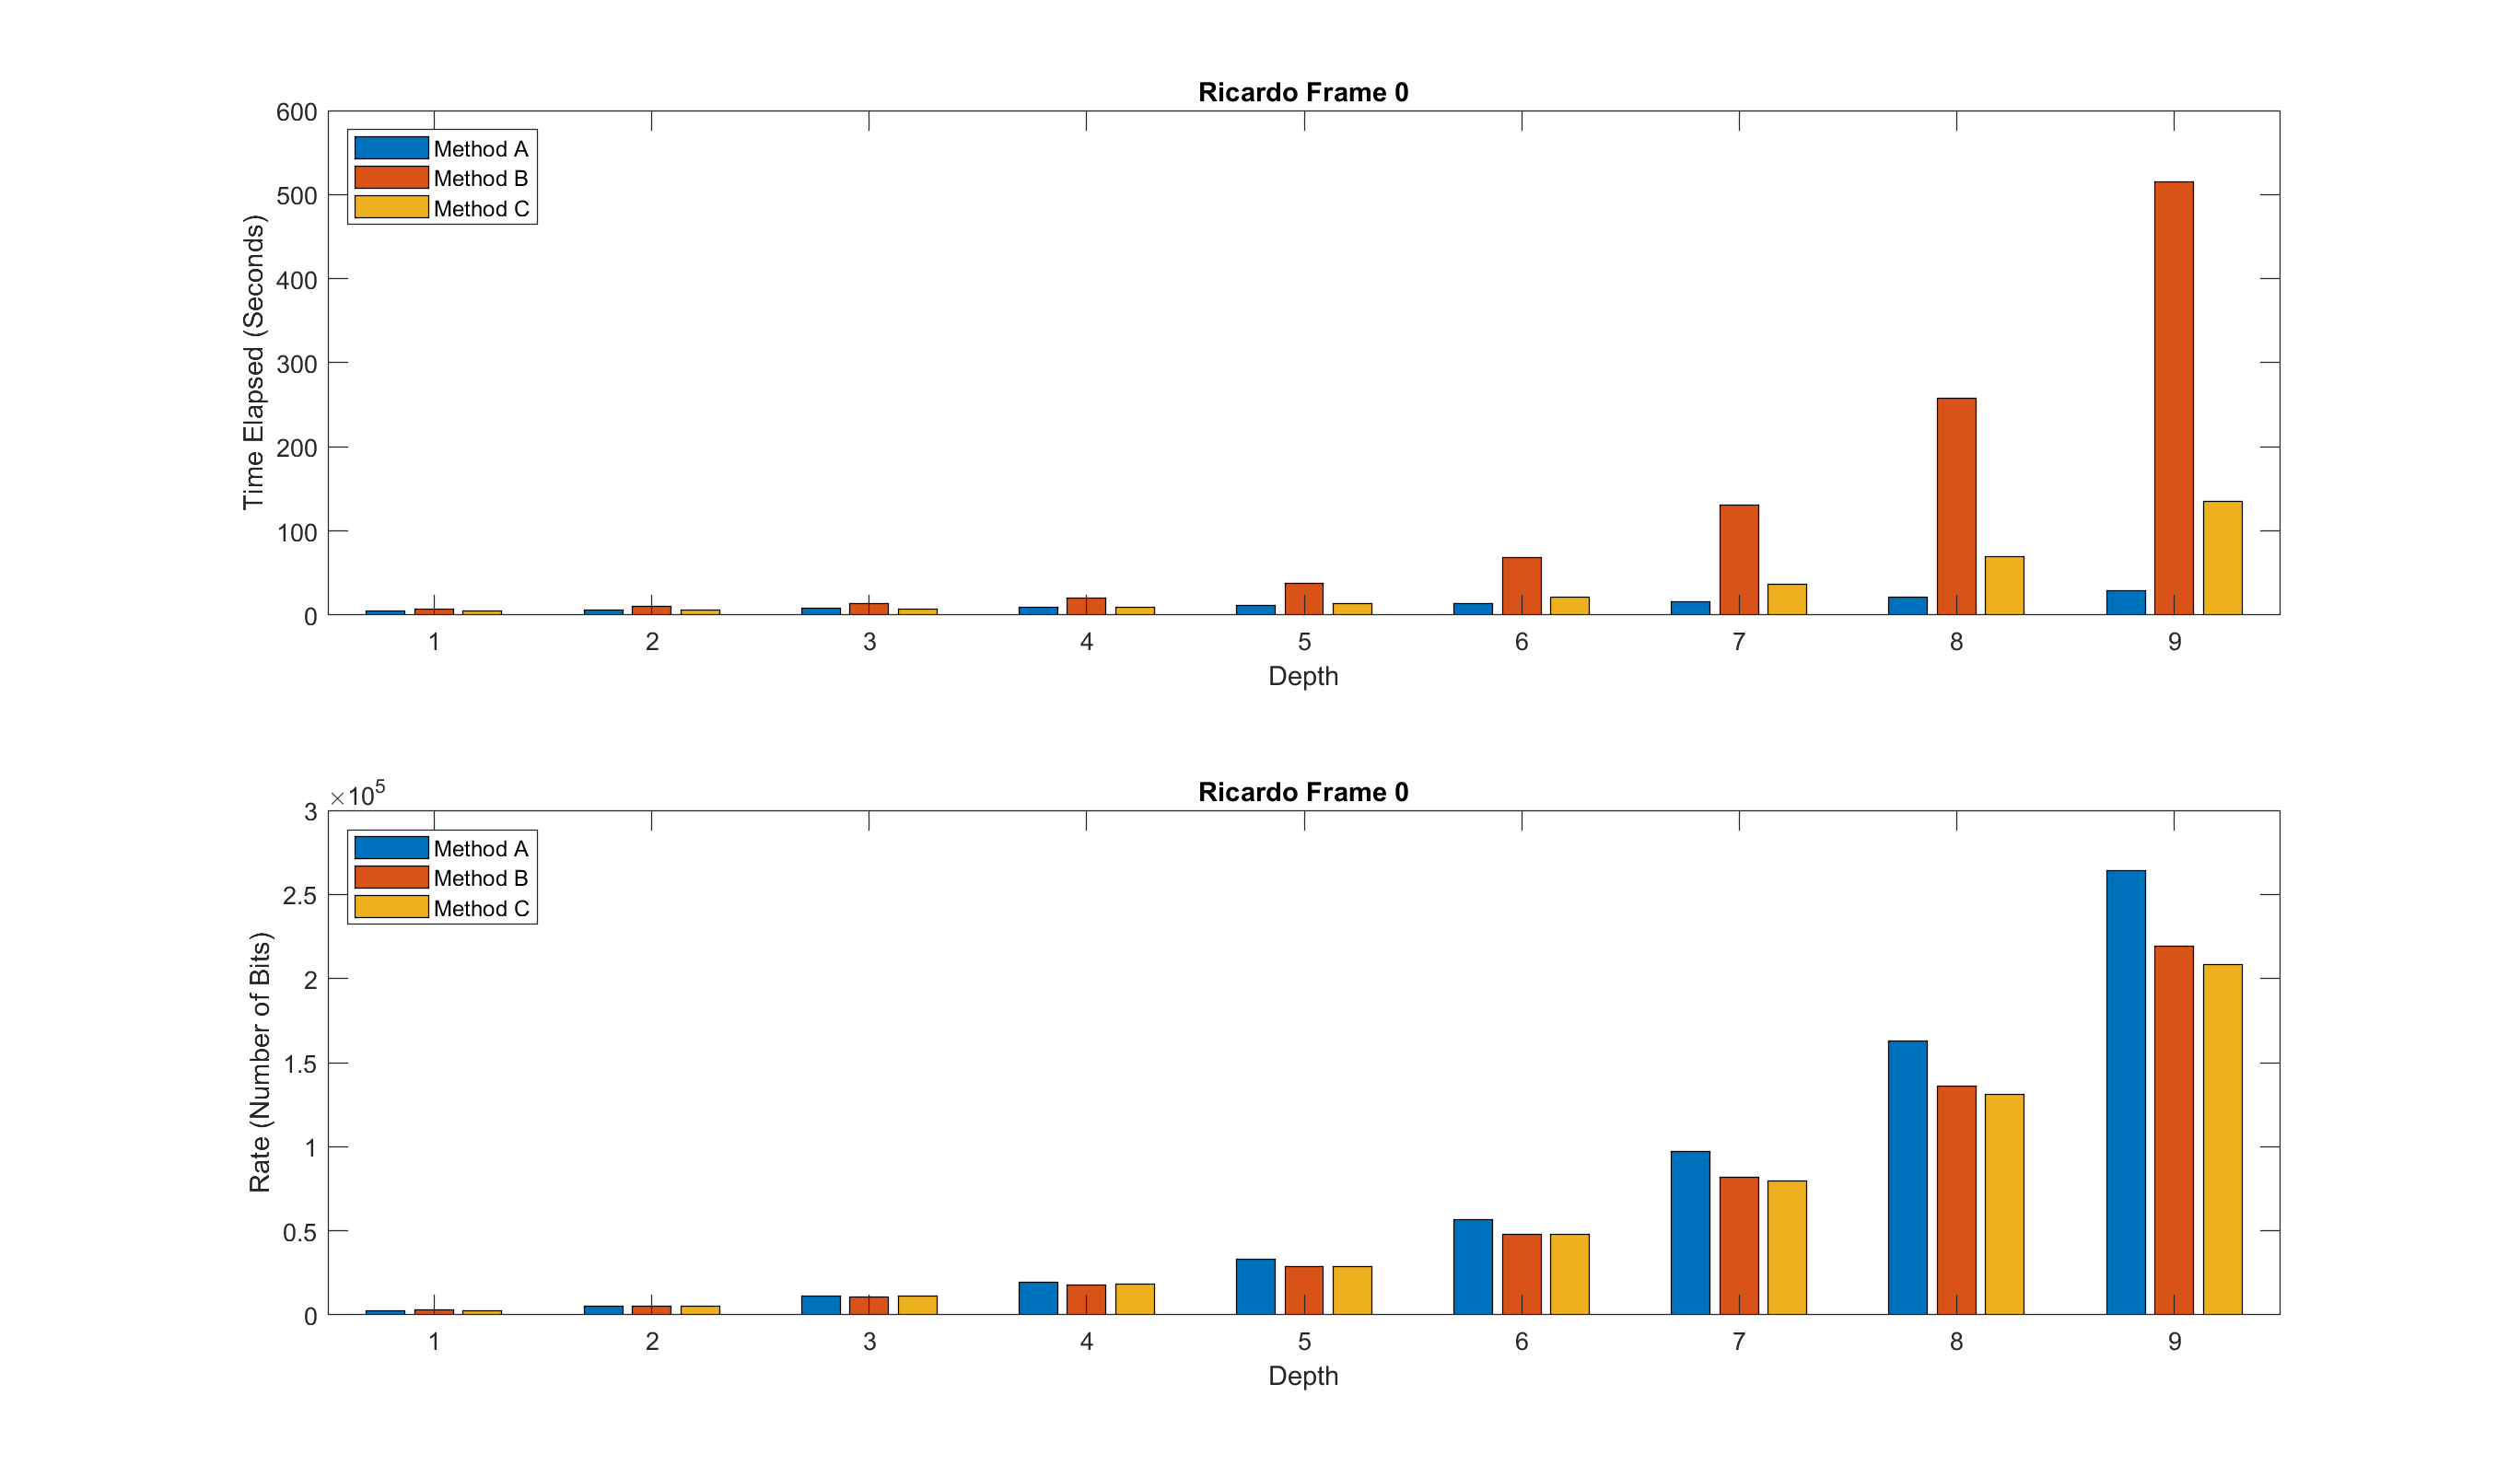 Ricardo Frame 0
600
500
400
300
200
100
0
Time Elapsed (Seconds)
Method A
Method B
Method C
1 2 3 4 5 6 7 8 9
Depth
Ricardo Frame 0
×10⁵
3
2.5
2
1.5
1
0.5
0
Rate (Number of Bits)
Method A
Method B
Method C
1 2 3 4 5 6 7 8 9
Depth